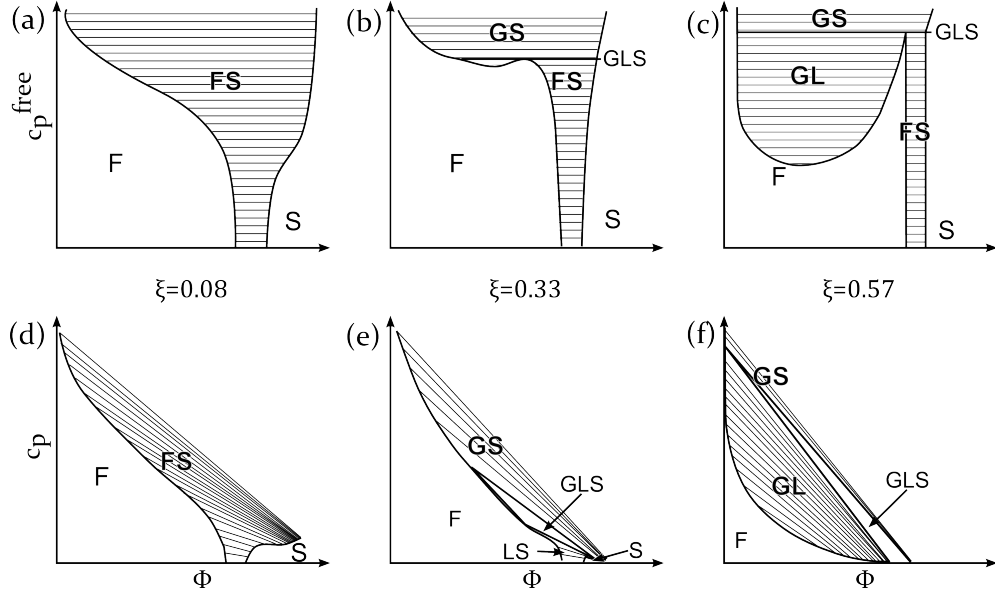 (a)
FS
F
S
c_p^free
(b)
GS
GLS
FS
F
S
(c)
GS
GLS
GL
FS
F
S
ξ=0.08
ξ=0.33
ξ=0.57
(d)
c_p
FS
F
S
Φ
(e)
GS
GLS
F
LS
S
Φ
(f)
GS
GLS
GL
F
Φ